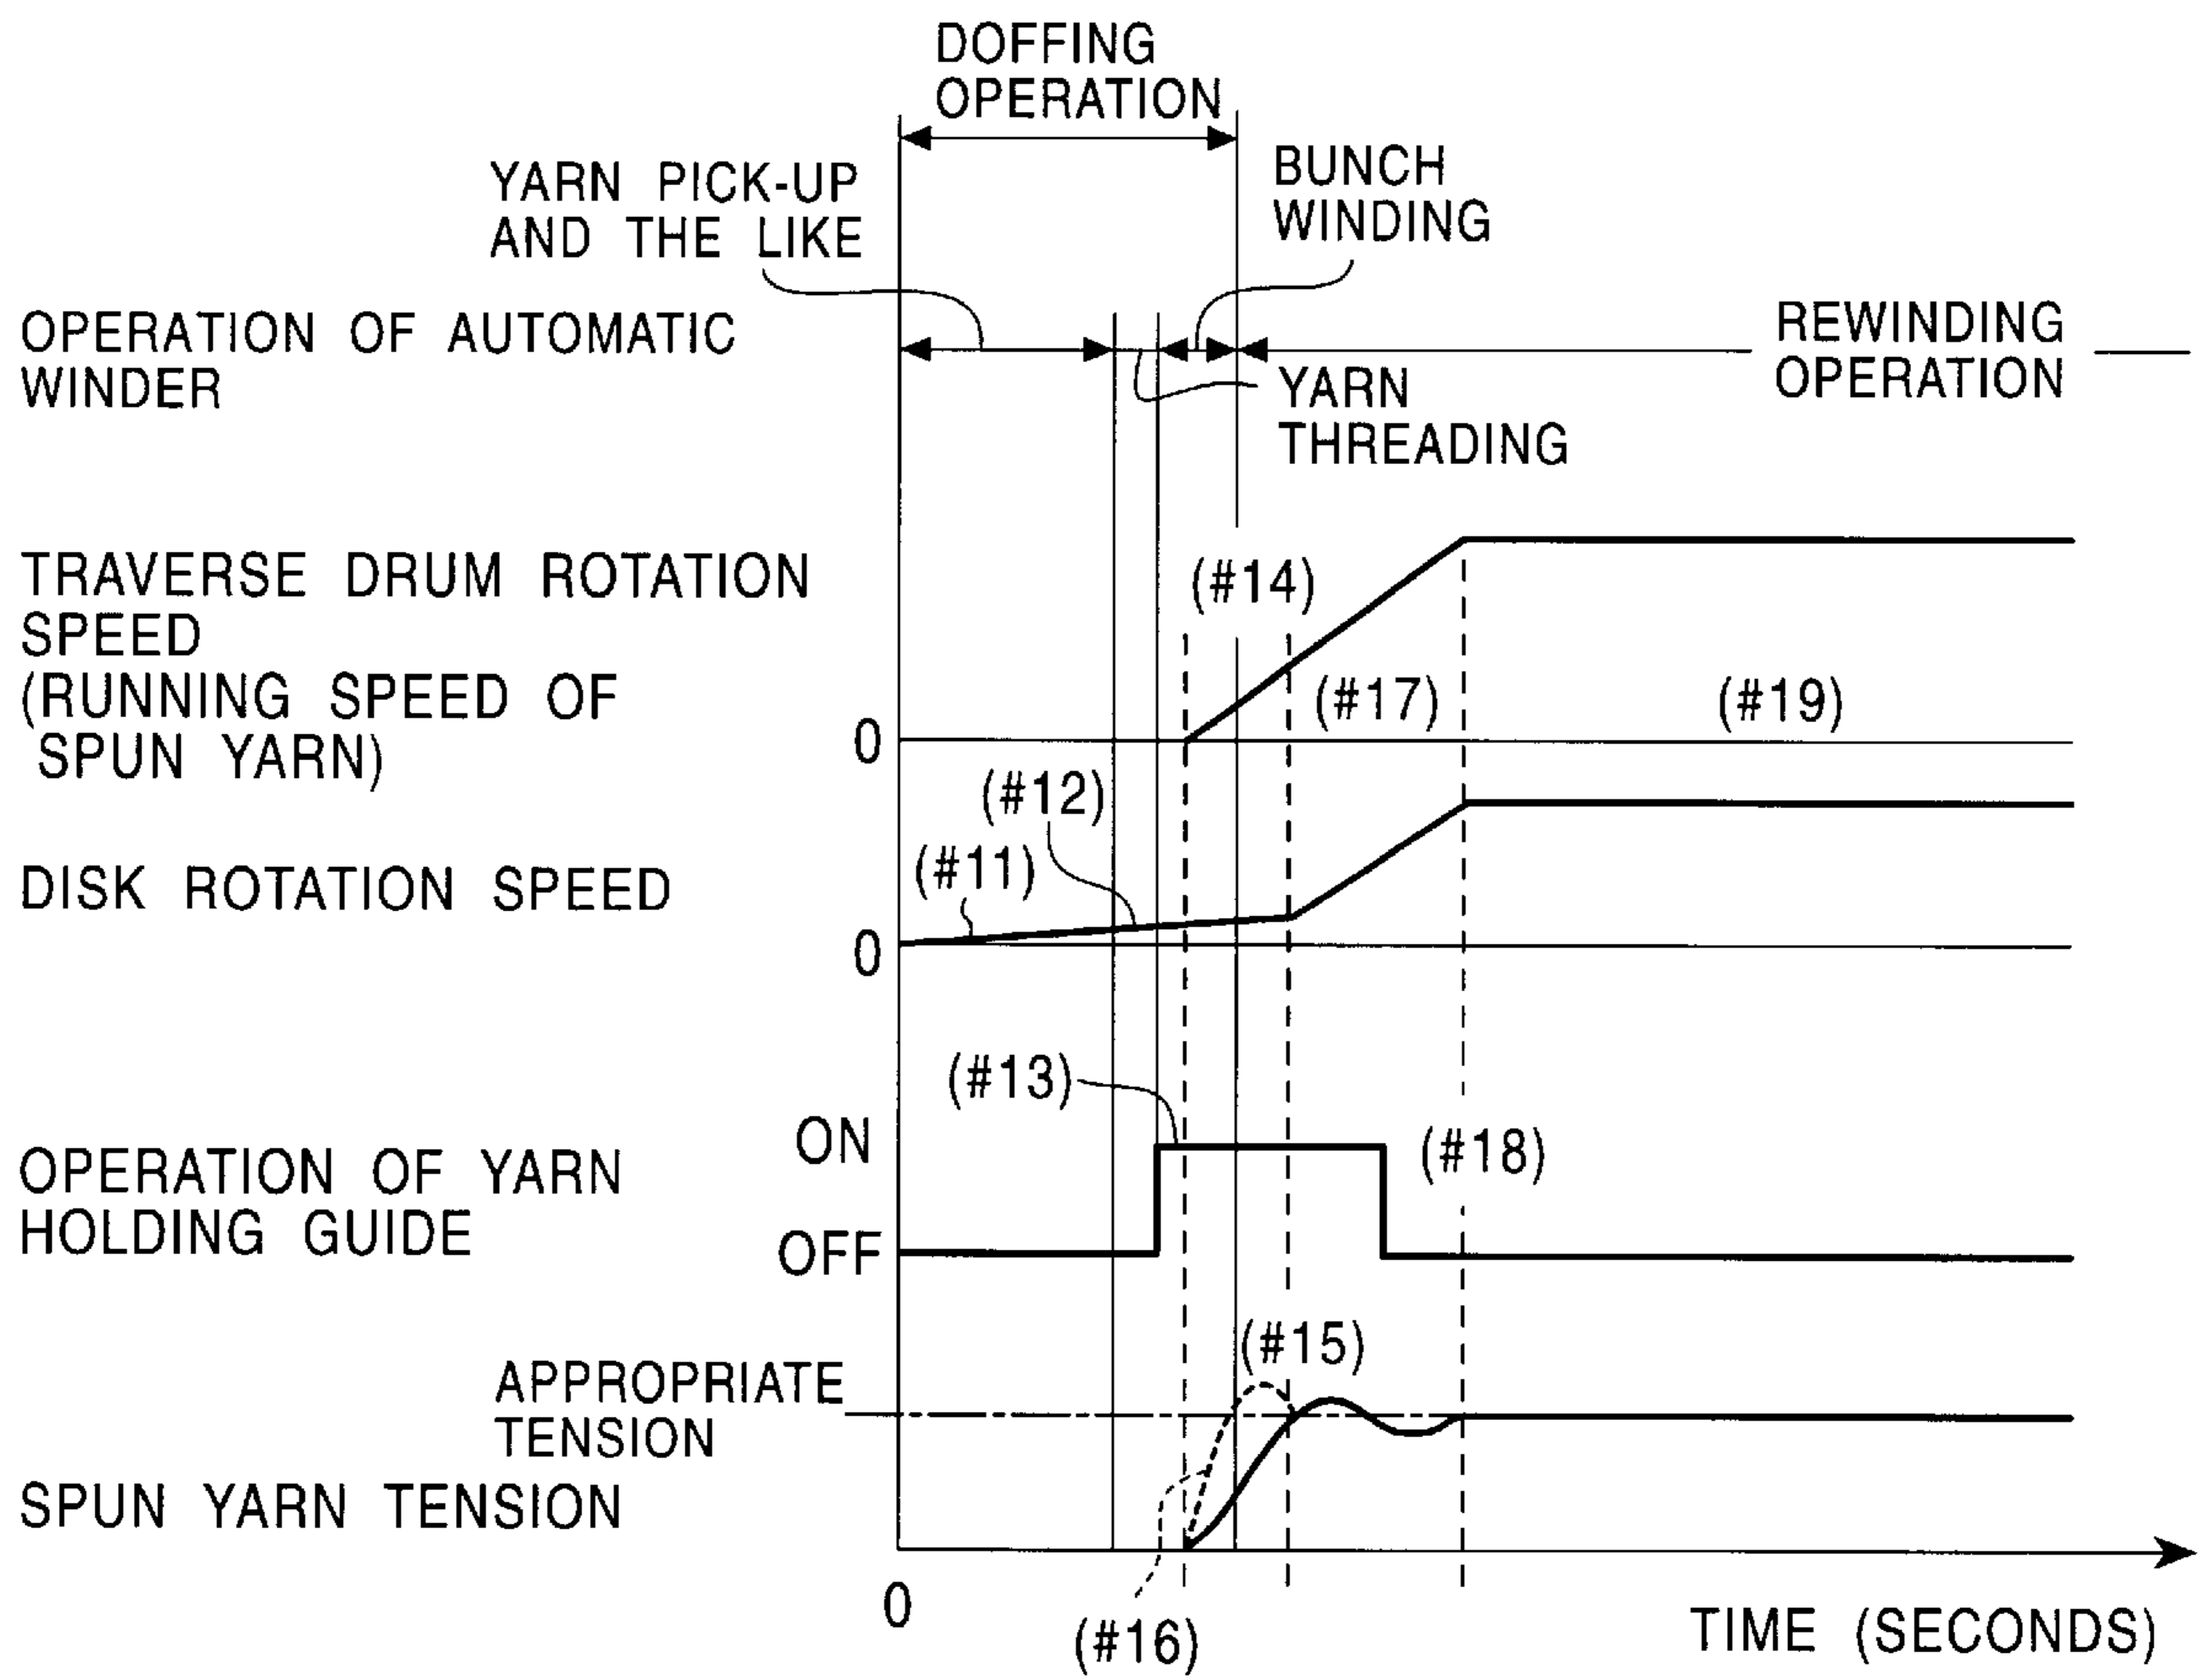 DOFFING
OPERATION
YARN PICK-UP
AND THE LIKE
BUNCH
WINDING
OPERATION OF AUTOMATIC
WINDER
REWINDING
OPERATION
YARN
THREADING
TRAVERSE DRUM ROTATION
SPEED
(RUNNING SPEED OF
SPUN YARN)
0
(#14)
(#17)
(#19)
(#12)
(#11)
DISK ROTATION SPEED
0
(#13)
OPERATION OF YARN
HOLDING GUIDE
ON
OFF
(#18)
(#15)
APPROPRIATE
TENSION
SPUN YARN TENSION
0
(#16)
TIME (SECONDS)